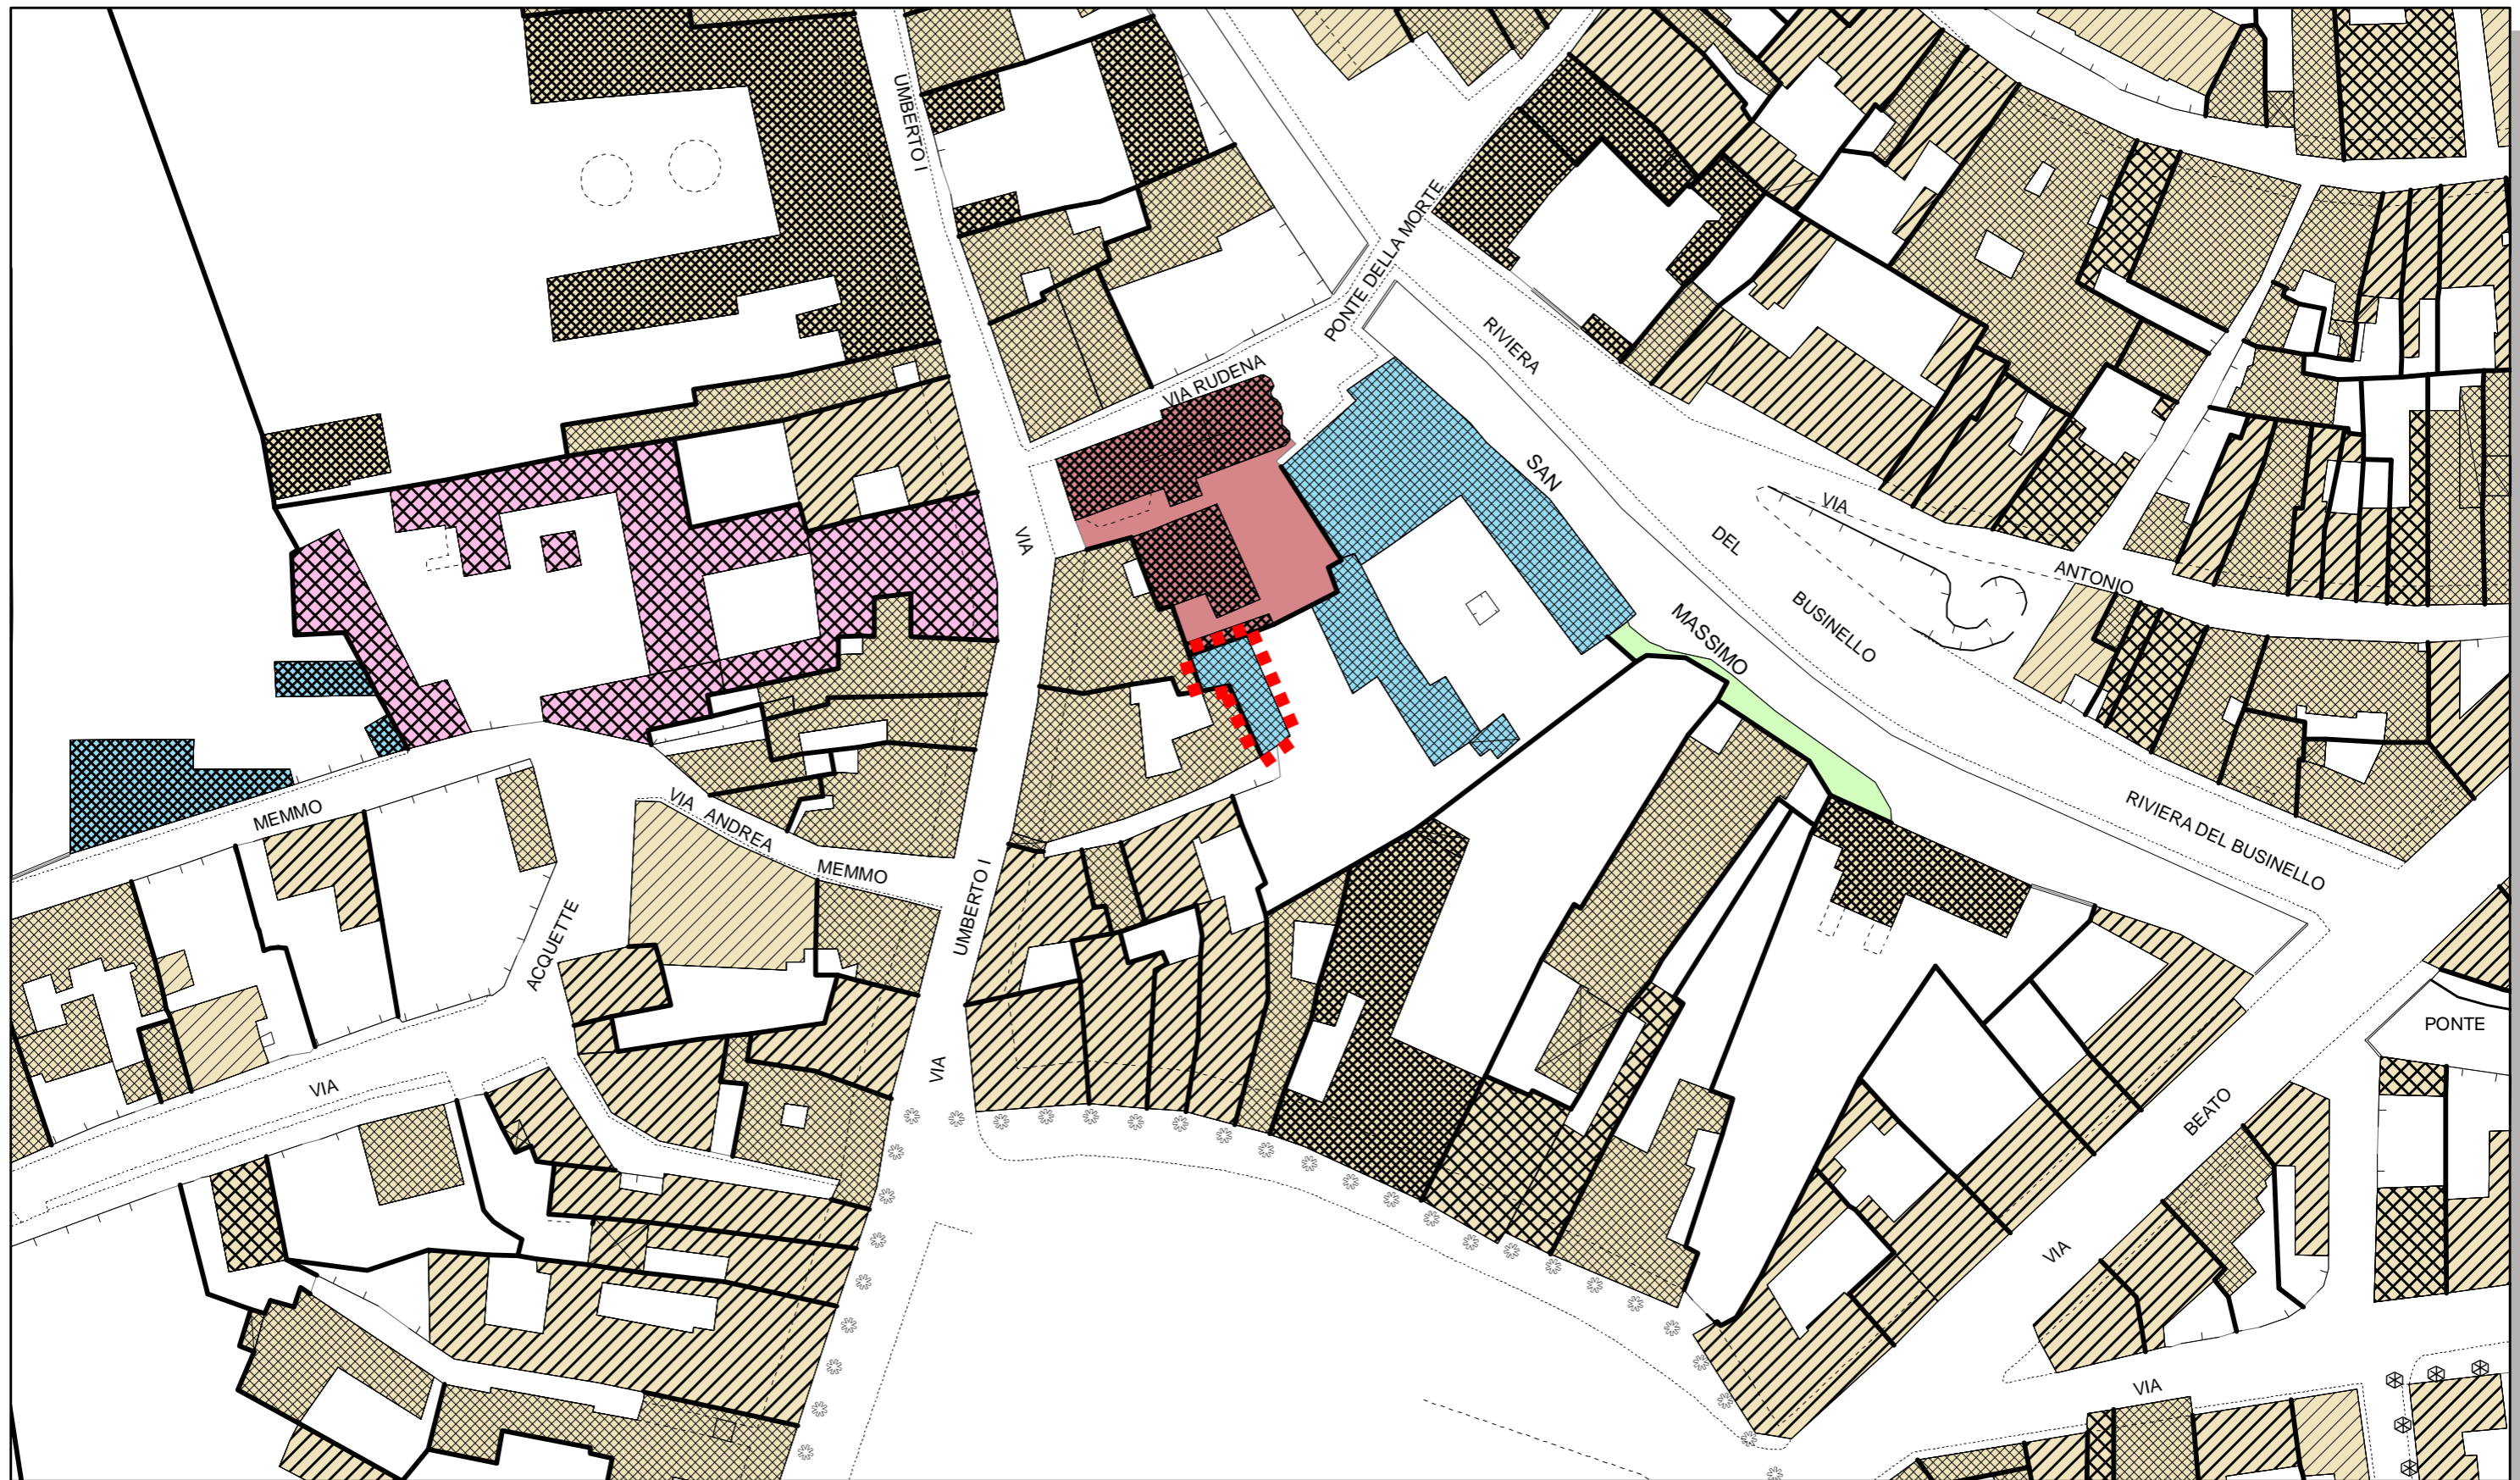 UMBERTO I
PONTE DELLA MORTE
VIA RUDENA
RIVIERA
SAN
VIA
VIA
DEL
ANTONIO
BUSINELLO
MASSIMO
MEMMO
VIA ANDREA
MEMMO
RIVIERA DEL BUSINELLO
UMBERTO I
ACQUETTE
PONTE
VIA
VIA
BEATO
VIA
VIA